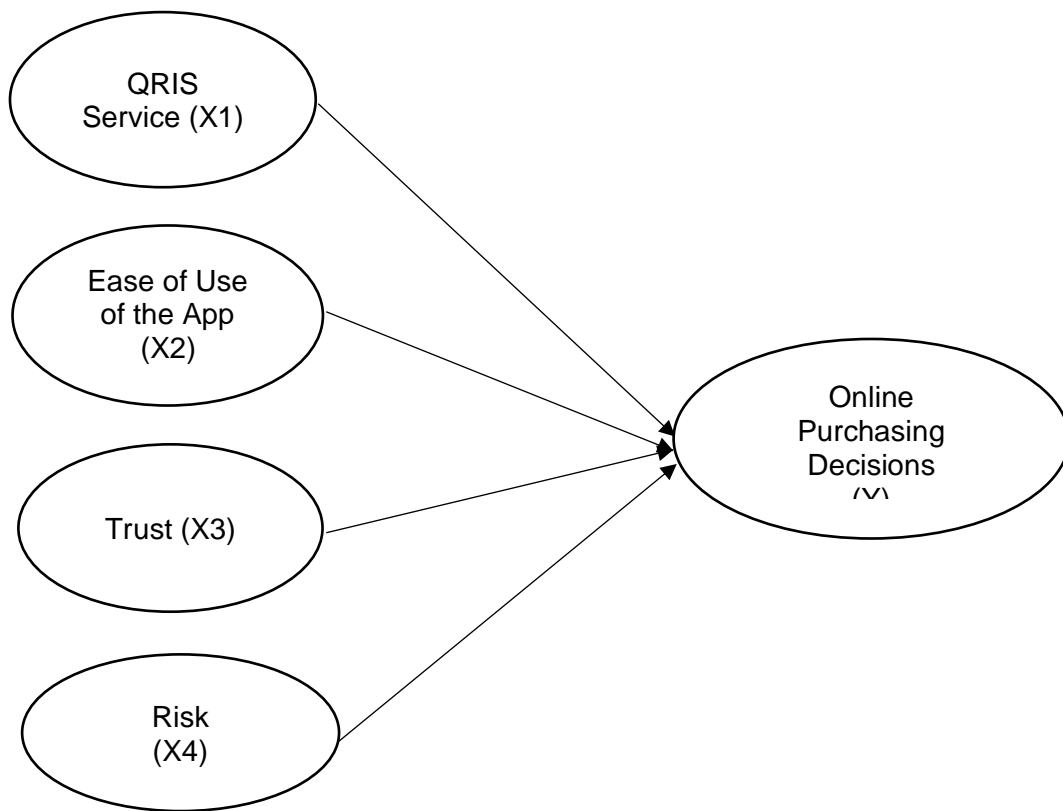 QRIS
Service (X1)
Ease of Use
of the App
(X2)
Trust (X3)
Risk
(X4)
Online
Purchasing
Decisions
(Y)